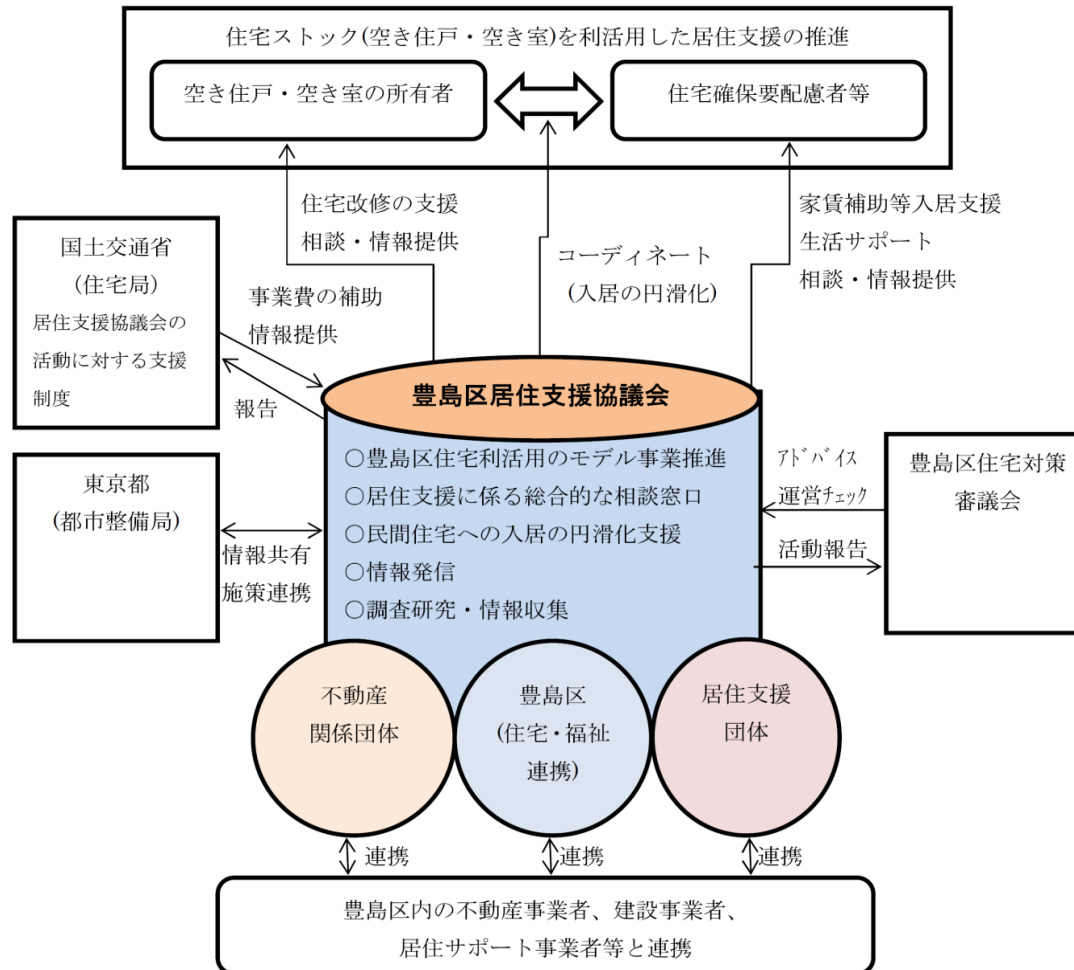 住宅ストック(空き住戸・空き室)を利活用した居住支援の推進
空き住戸・空き室の所有者
住宅確保要配慮者等
住宅改修の支援
相談・情報提供
コーディネート
(入居の円滑化)
家賃補助等入居支援
生活サポート
相談・情報提供
国土交通省
(住宅局)
居住支援協議会の
活動に対する支援
制度
事業費の補助
情報提供
報告
東京都
(都市整備局)
情報共有
施策連携
豊島区居住支援協議会
○豊島区住宅利活用のモデル事業推進
○居住支援に係る総合的な相談窓口
○民間住宅への入居の円滑化支援
○情報発信
○調査研究・情報収集
ｱﾄﾞﾊﾞｲｽ
運営チェック
活動報告
豊島区住宅対策
審議会
不動産
関係団体
豊島区
(住宅・福祉
連携)
居住支援
団体
連携
連携
連携
豊島区内の不動産事業者、建設事業者、
居住サポート事業者等と連携